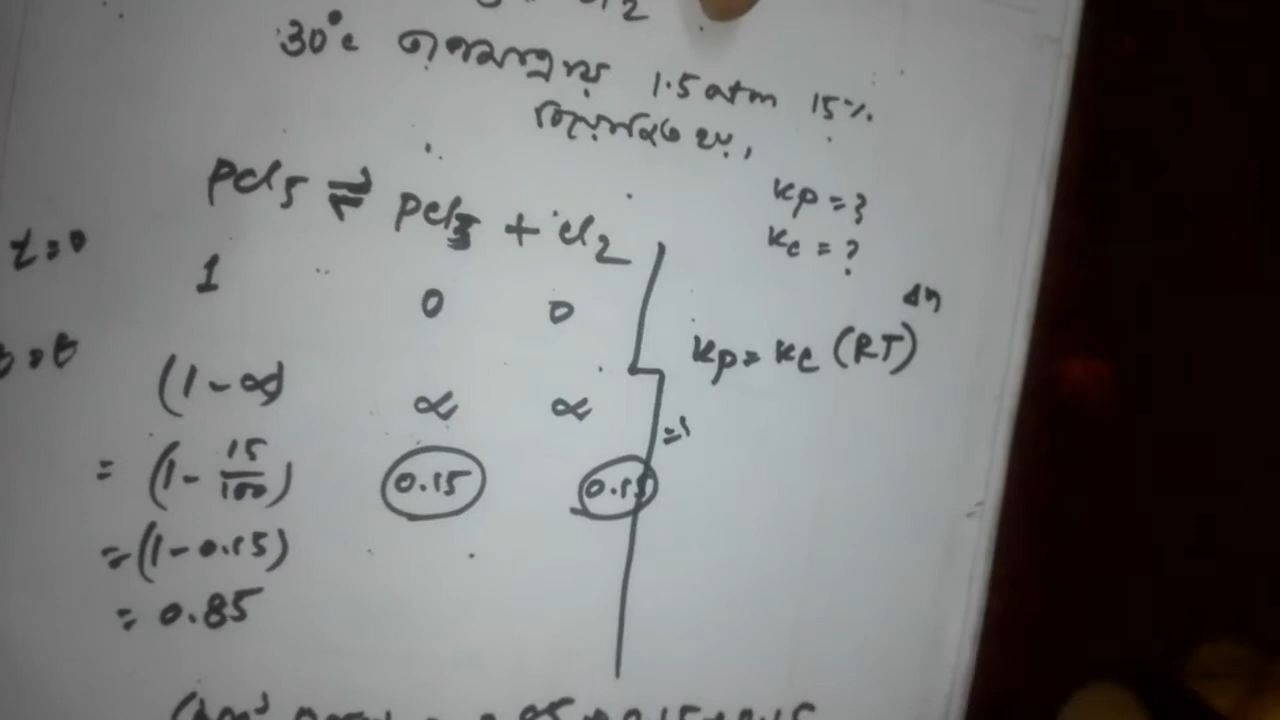 30°c তাপমাত্রায় 1.5 atm 15%
বিয়োজিত হয়,
PCl5 ⇌ PCl3 + Cl2
Kp = ?
Kc = ?
t=0 1 0 0
Kp = Kc (RT)^Δn
(1-∝) ∝ ∝
= (1 - 15/100) 0.15 0.15
= (1 - 0.15)
= 0.85